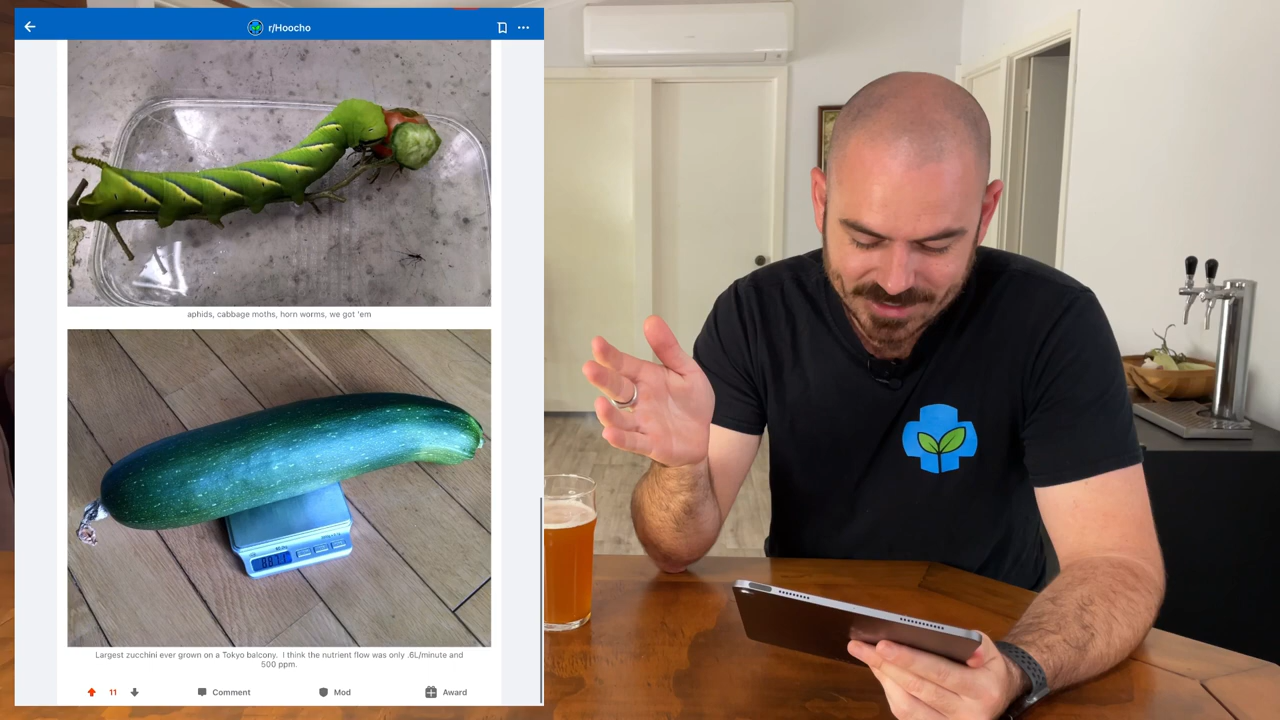 r/Hoocho
aphids, cabbage moths, horn worms, we got 'em
Largest zucchini ever grown on a Tokyo balcony. I think the nutrient flow was only .6L/minute and
500 ppm.
11 Comment Mod Award